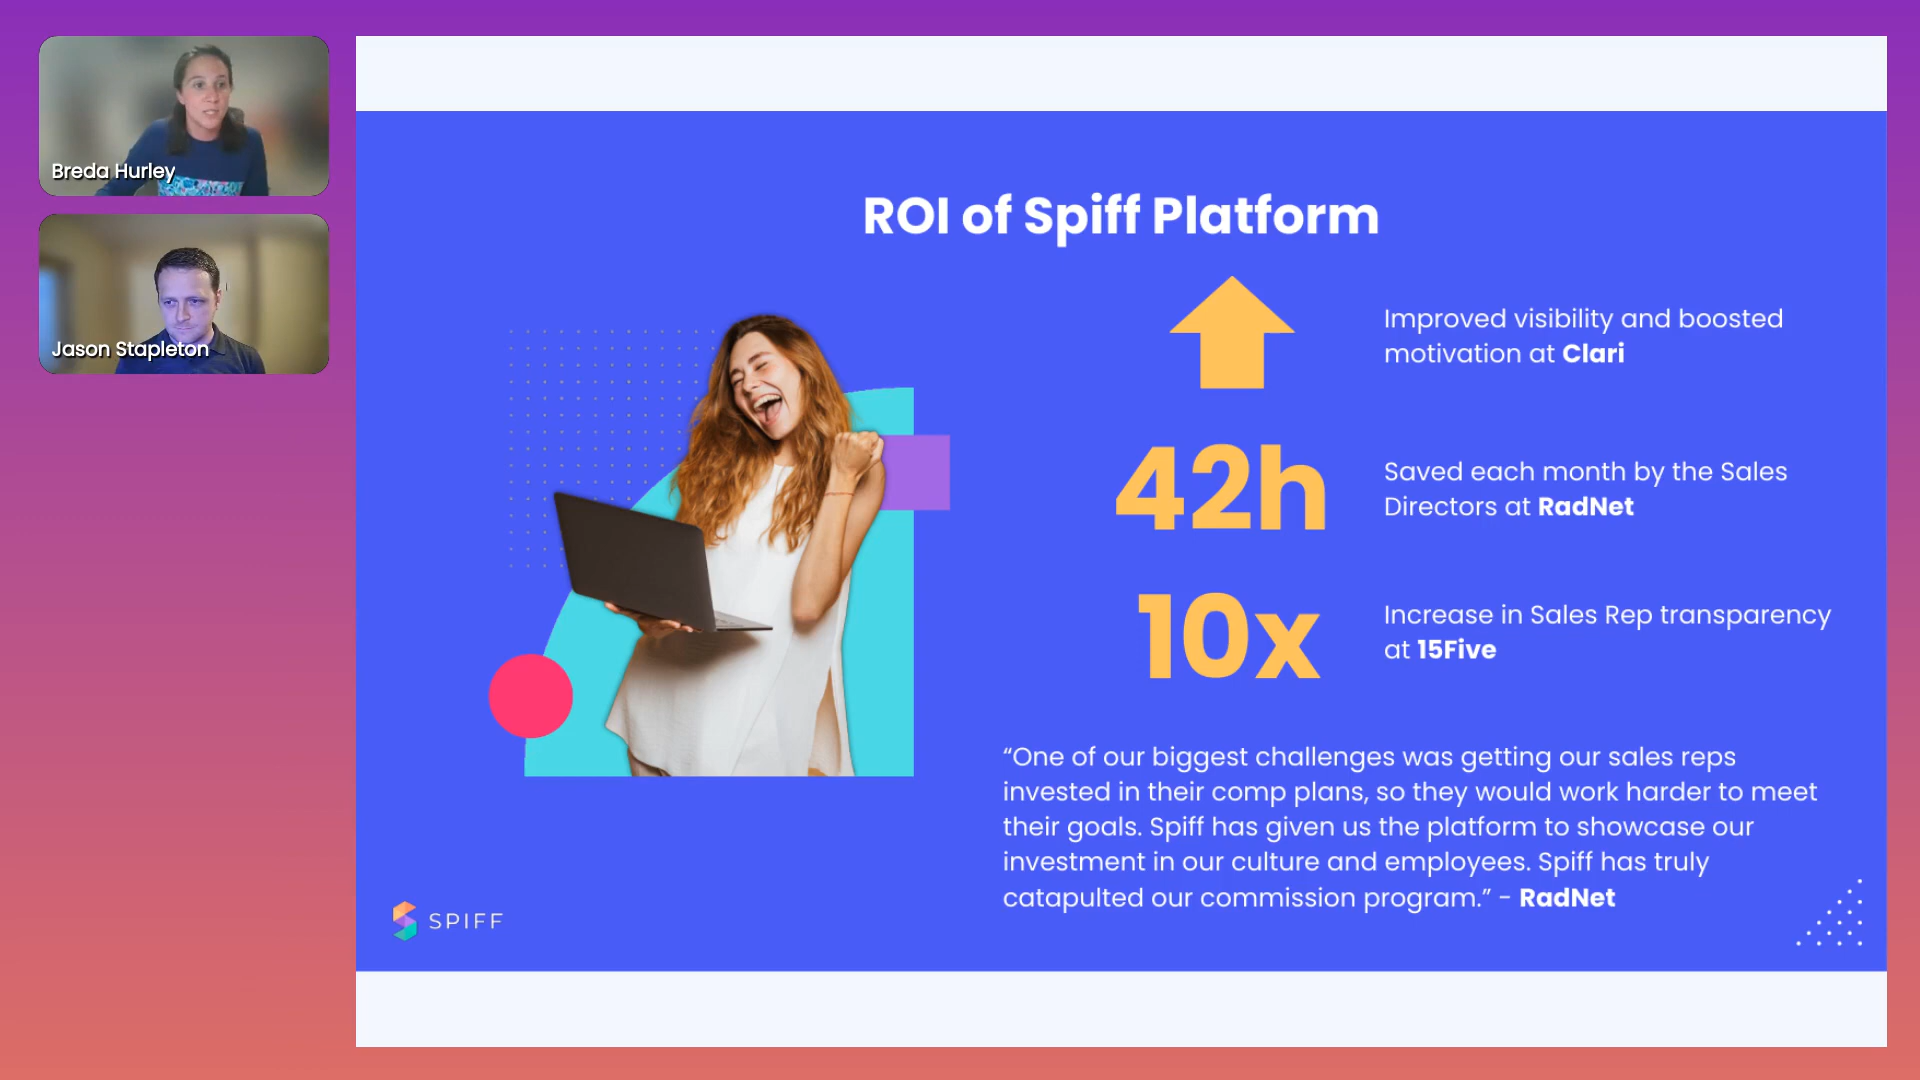 Breda Hurley
Jason Stapleton
ROI of Spiff Platform
Improved visibility and boosted
motivation at Clari
42h
Saved each month by the Sales
Directors at RadNet
10x
Increase in Sales Rep transparency
at 15Five
“One of our biggest challenges was getting our sales reps
invested in their comp plans, so they would work harder to meet
their goals. Spiff has given us the platform to showcase our
investment in our culture and employees. Spiff has truly
catapulted our commission program.” - RadNet
SPIFF